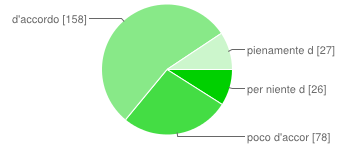 d'accordo [158]
pienamente d [27]
per niente d [26]
poco d'accor [78]